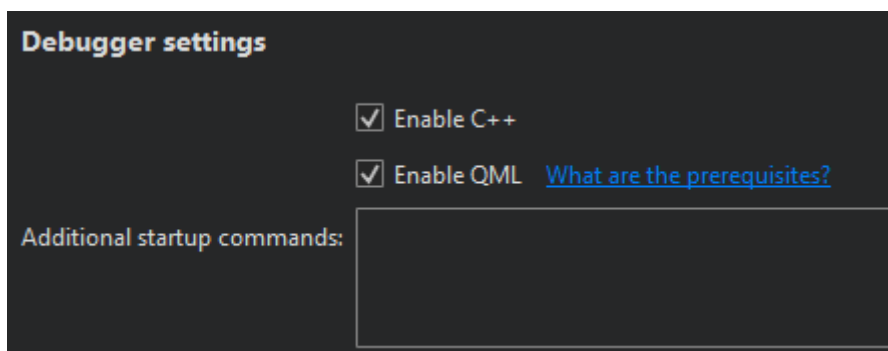 Debugger settings
Enable C++
Enable QML What are the prerequisites?
Additional startup commands: